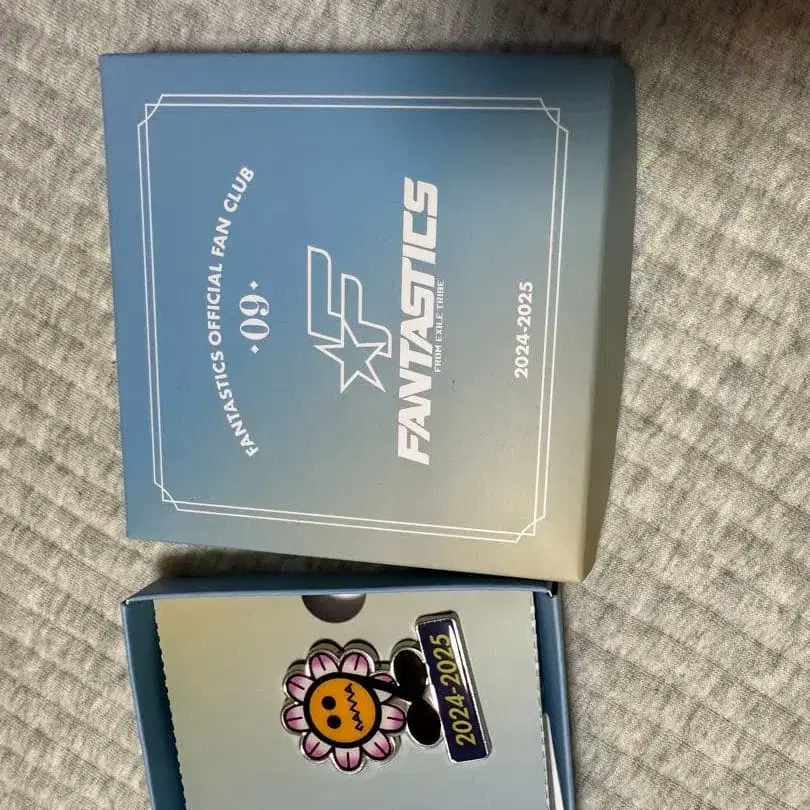 FANTASTICS OFFICIAL FAN CLUB
·09·
FANTASTICS
FROM EXILE TRIBE
2024-2025
2024-2025